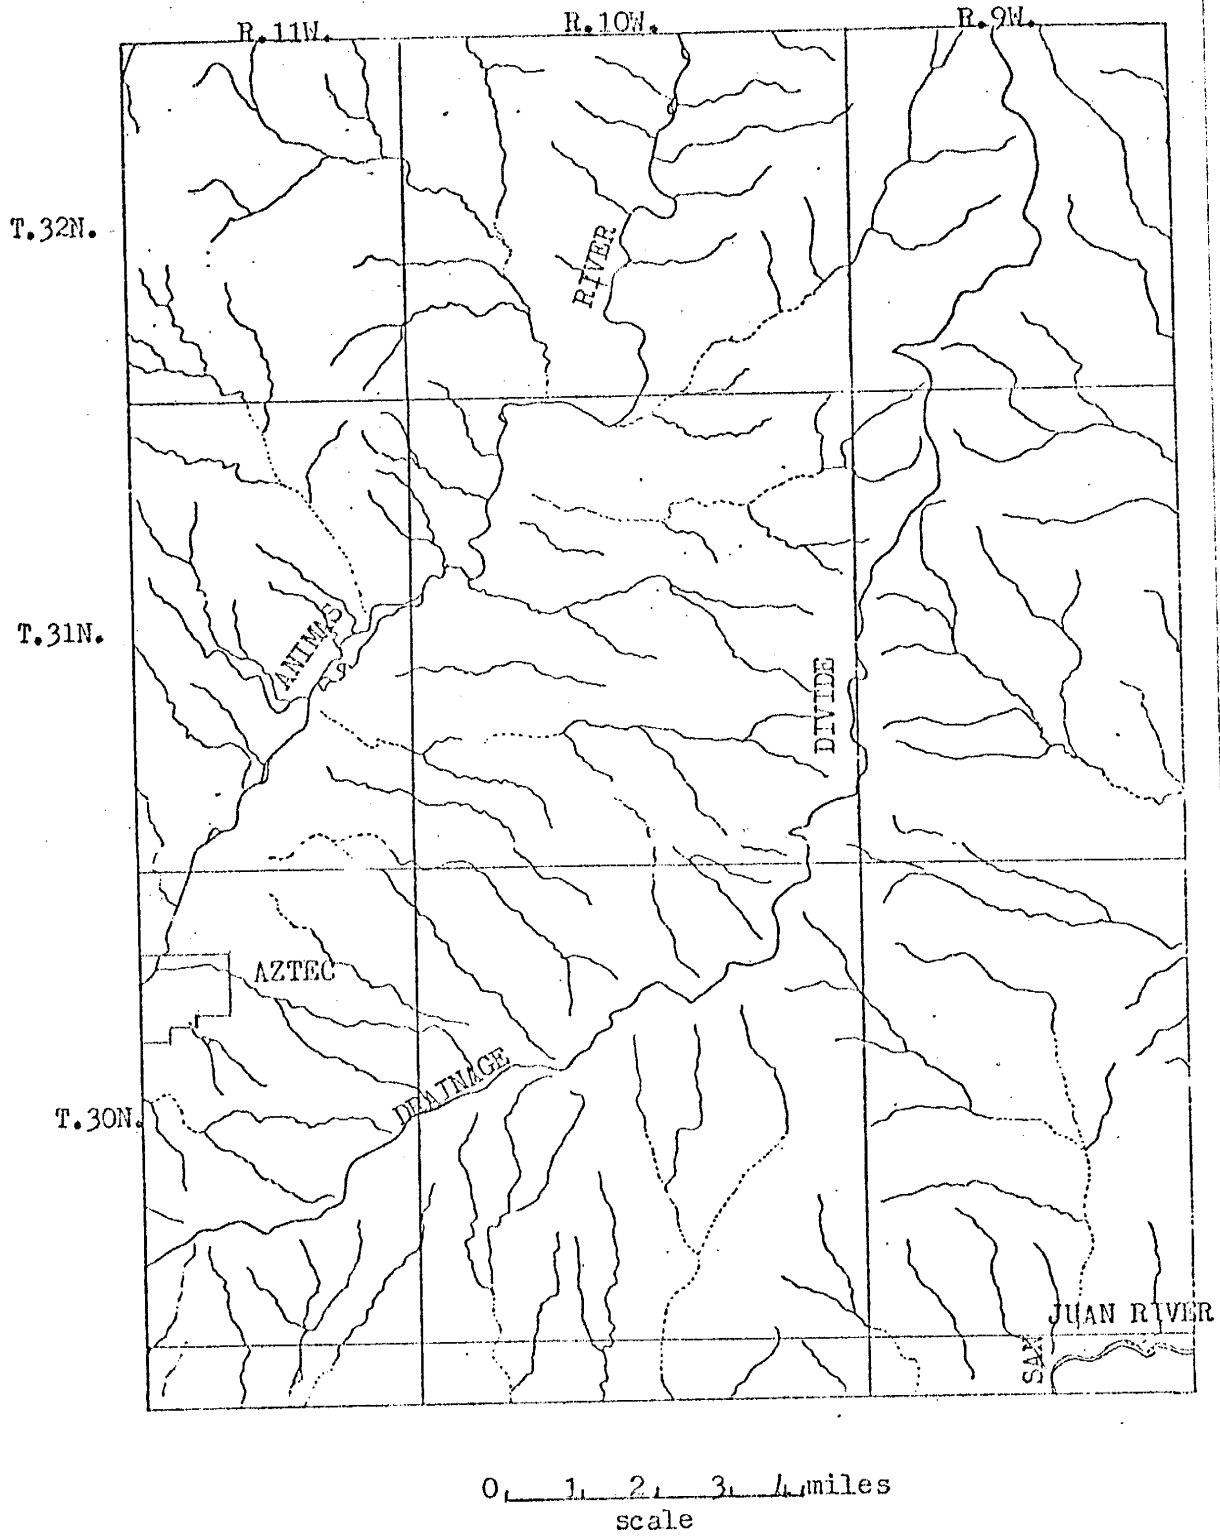 R.11W. R.10W. R.9W.
T.32N.
RIVER
T.31N.
ANIMAS
DIVIDE
AZTEC
DRAINAGE
T.30N.
SAN JUAN RIVER
0 1 2 3 4 miles
scale